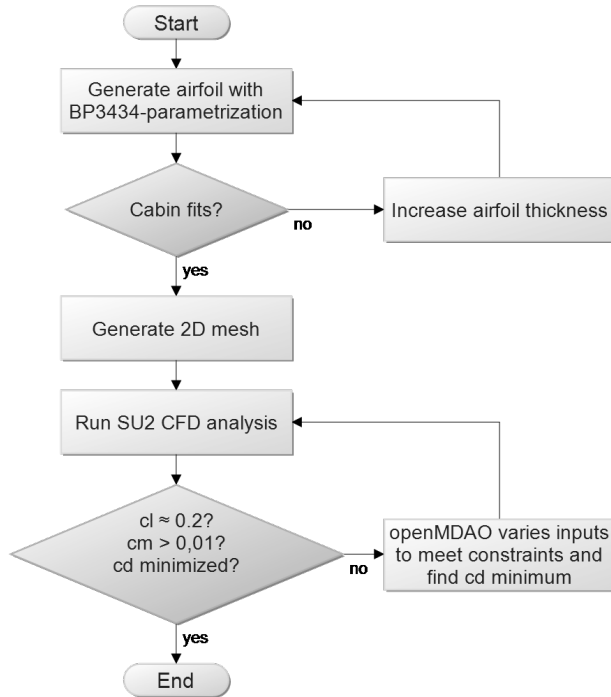 Start
Generate airfoil with
BP3434-parametrization
Cabin fits?
no
Increase airfoil thickness
yes
Generate 2D mesh
Run SU2 CFD analysis
cl ≈ 0.2?
cm > 0,01?
cd minimized?
no
openMDAO varies inputs
to meet constraints and
find cd minimum
yes
End